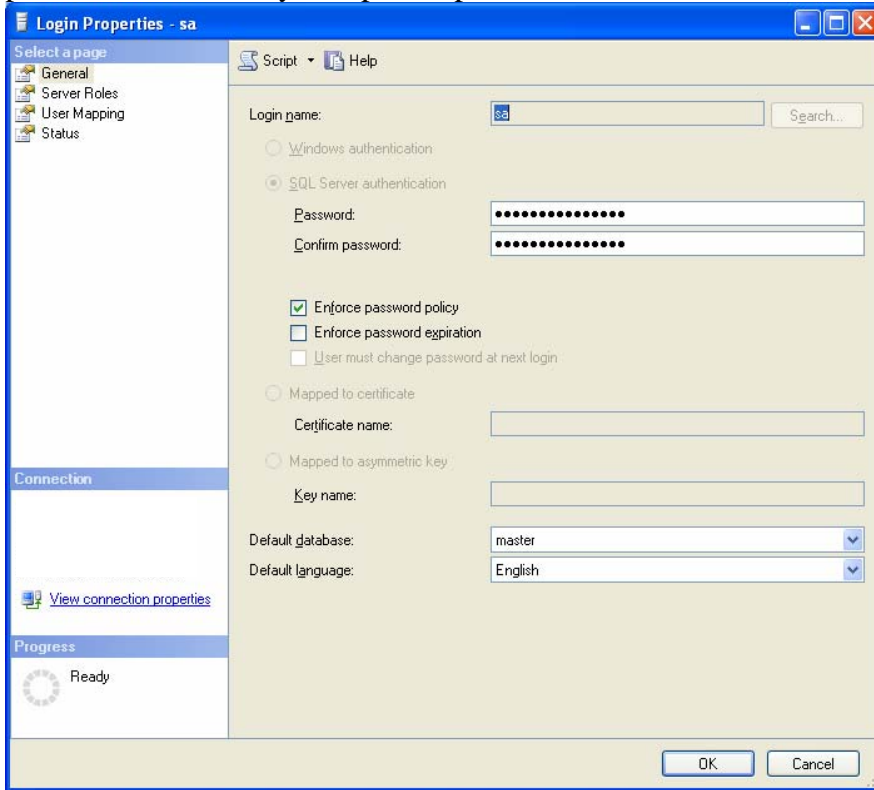 Login Properties - sa
Select a page
General
Server Roles
User Mapping
Status
Script Help
Login name: sa Search...
Windows authentication
SQL Server authentication
Password: •••••••••••••••
Confirm password: •••••••••••••••
Enforce password policy
Enforce password expiration
User must change password at next login
Mapped to certificate
Certificate name:
Mapped to asymmetric key
Key name:
Default database: master
Default language: English
Connection
View connection properties
Progress
Ready
OK Cancel